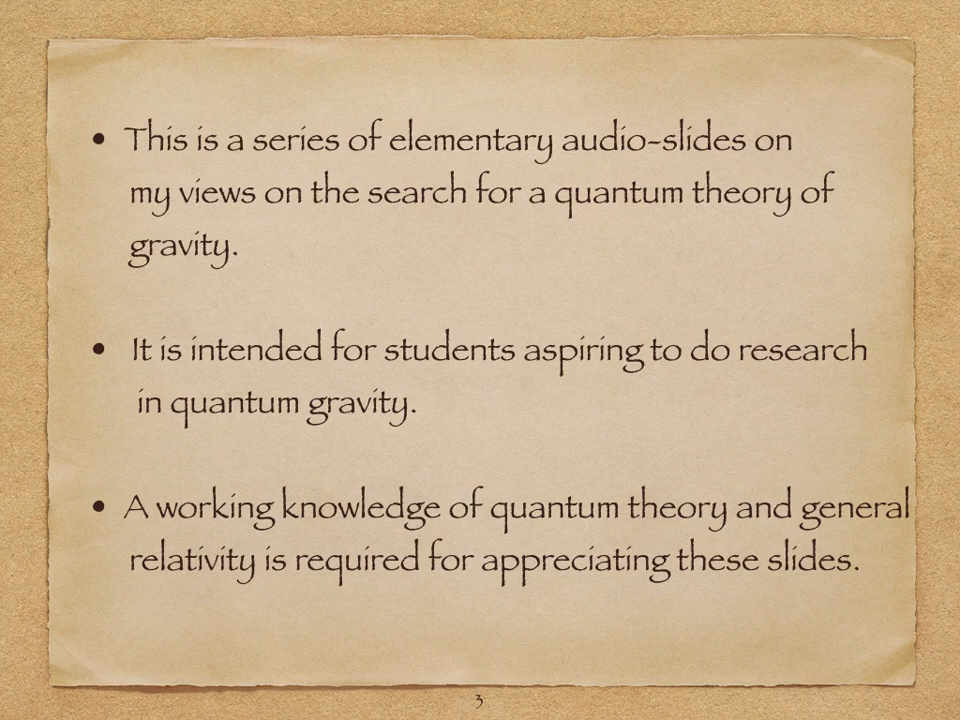 • This is a series of elementary audio-slides on
my views on the search for a quantum theory of
gravity.
• It is intended for students aspiring to do research
in quantum gravity.
• A working knowledge of quantum theory and general
relativity is required for appreciating these slides.
3